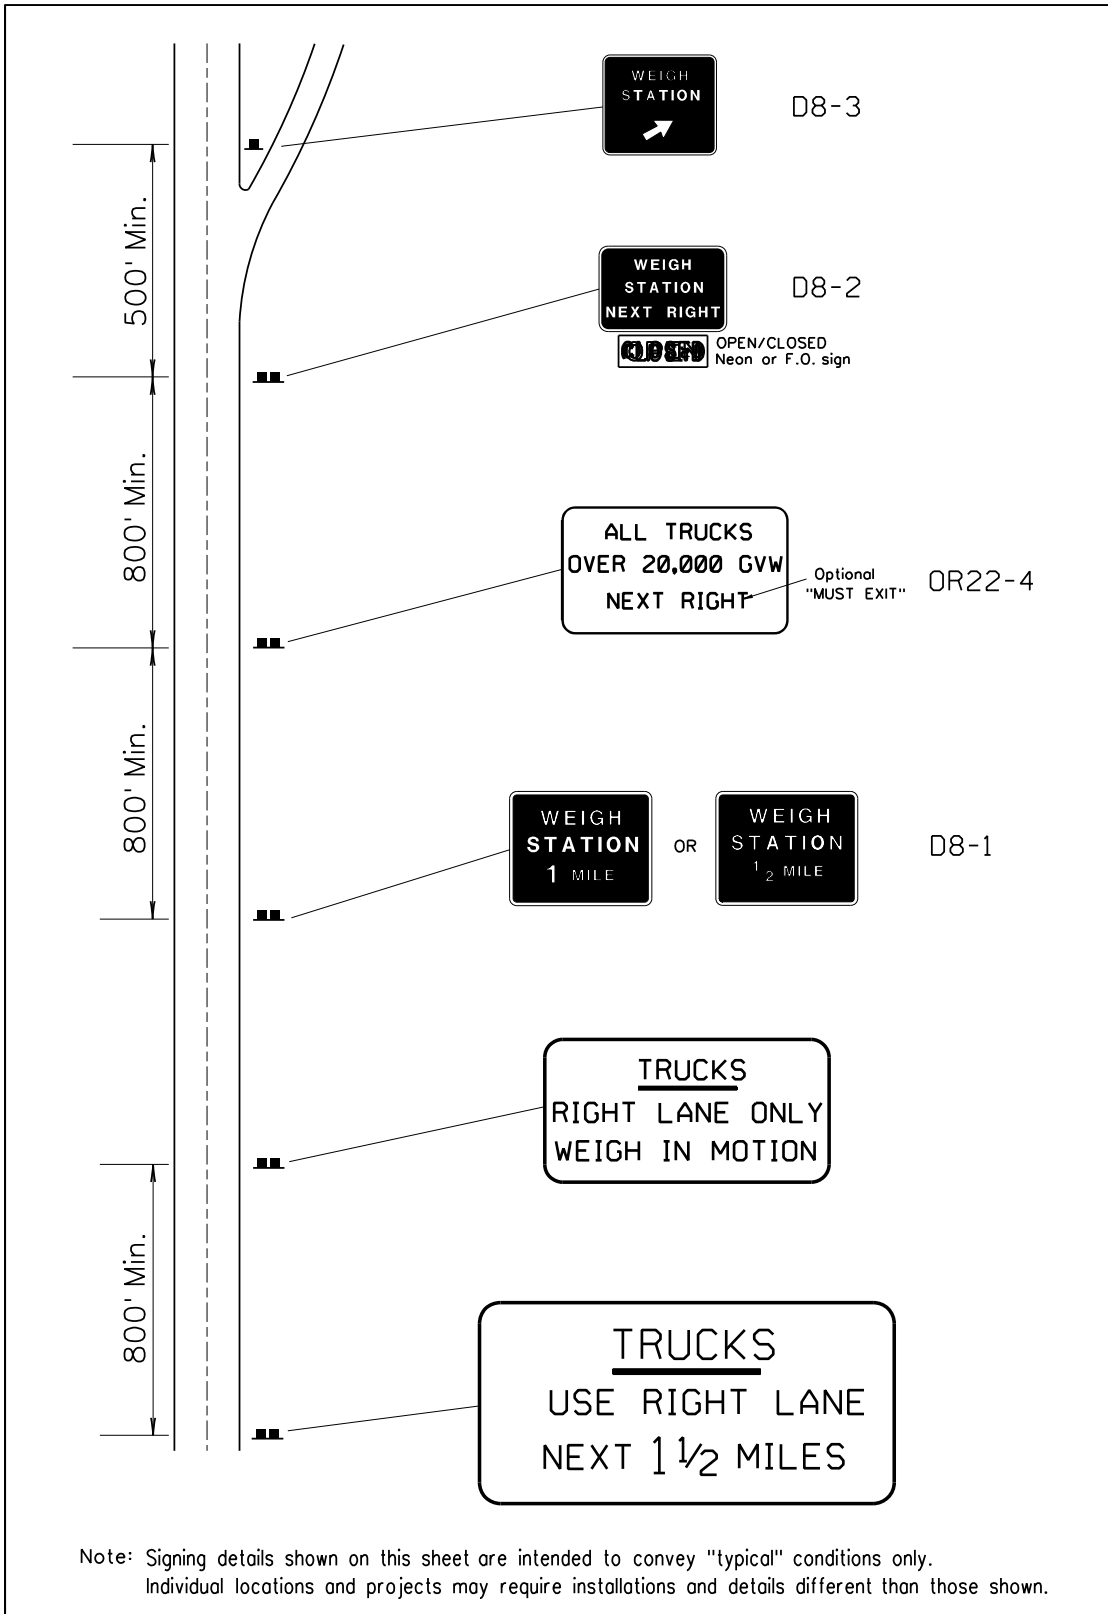 WEIGH
STATION
D8-3
500' Min.
WEIGH
STATION
NEXT RIGHT
D8-2
OPEN/CLOSED
Neon or F.O. sign
800' Min.
ALL TRUCKS
OVER 20,000 GVW
NEXT RIGHT
Optional
"MUST EXIT"
OR22-4
800' Min.
WEIGH
STATION
1 MILE
OR
WEIGH
STATION
1/2 MILE
D8-1
TRUCKS
RIGHT LANE ONLY
WEIGH IN MOTION
800' Min.
TRUCKS
USE RIGHT LANE
NEXT 1 1/2 MILES
Note: Signing details shown on this sheet are intended to convey "typical" conditions only.
Individual locations and projects may require installations and details different than those shown.